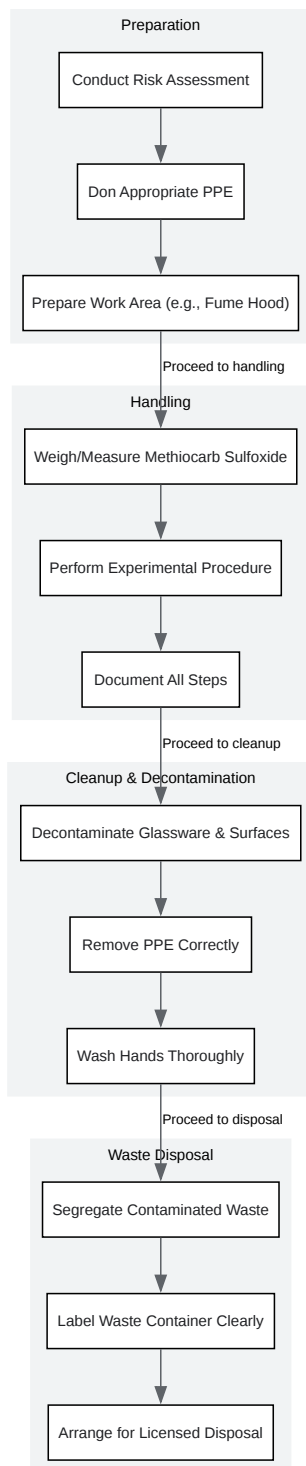 Preparation
Conduct Risk Assessment
Don Appropriate PPE
Prepare Work Area (e.g., Fume Hood)
Proceed to handling
Handling
Weigh/Measure Methiocarb Sulfoxide
Perform Experimental Procedure
Document All Steps
Proceed to cleanup
Cleanup & Decontamination
Decontaminate Glassware & Surfaces
Remove PPE Correctly
Wash Hands Thoroughly
Proceed to disposal
Waste Disposal
Segregate Contaminated Waste
Label Waste Container Clearly
Arrange for Licensed Disposal